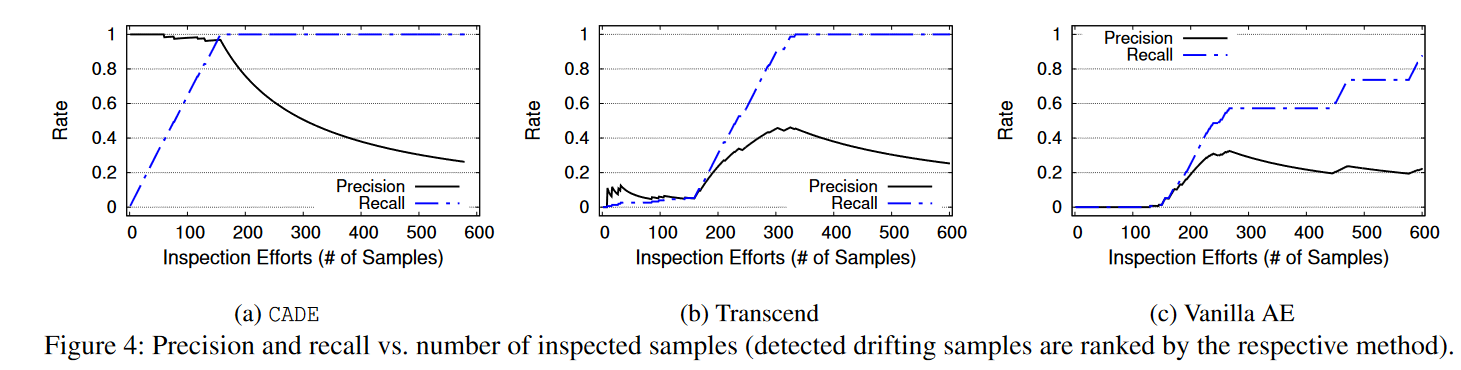 1
0.8
0.6
0.4
0.2
0
Rate
Precision
Recall
0 100 200 300 400 500 600
Inspection Efforts (# of Samples)
(a) CADE
1
0.8
0.6
0.4
0.2
0
Rate
Precision
Recall
0 100 200 300 400 500 600
Inspection Efforts (# of Samples)
(b) Transcend
1
0.8
0.6
0.4
0.2
0
Rate
Precision
Recall
0 100 200 300 400 500 600
Inspection Efforts (# of Samples)
(c) Vanilla AE
Figure 4: Precision and recall vs. number of inspected samples (detected drifting samples are ranked by the respective method).